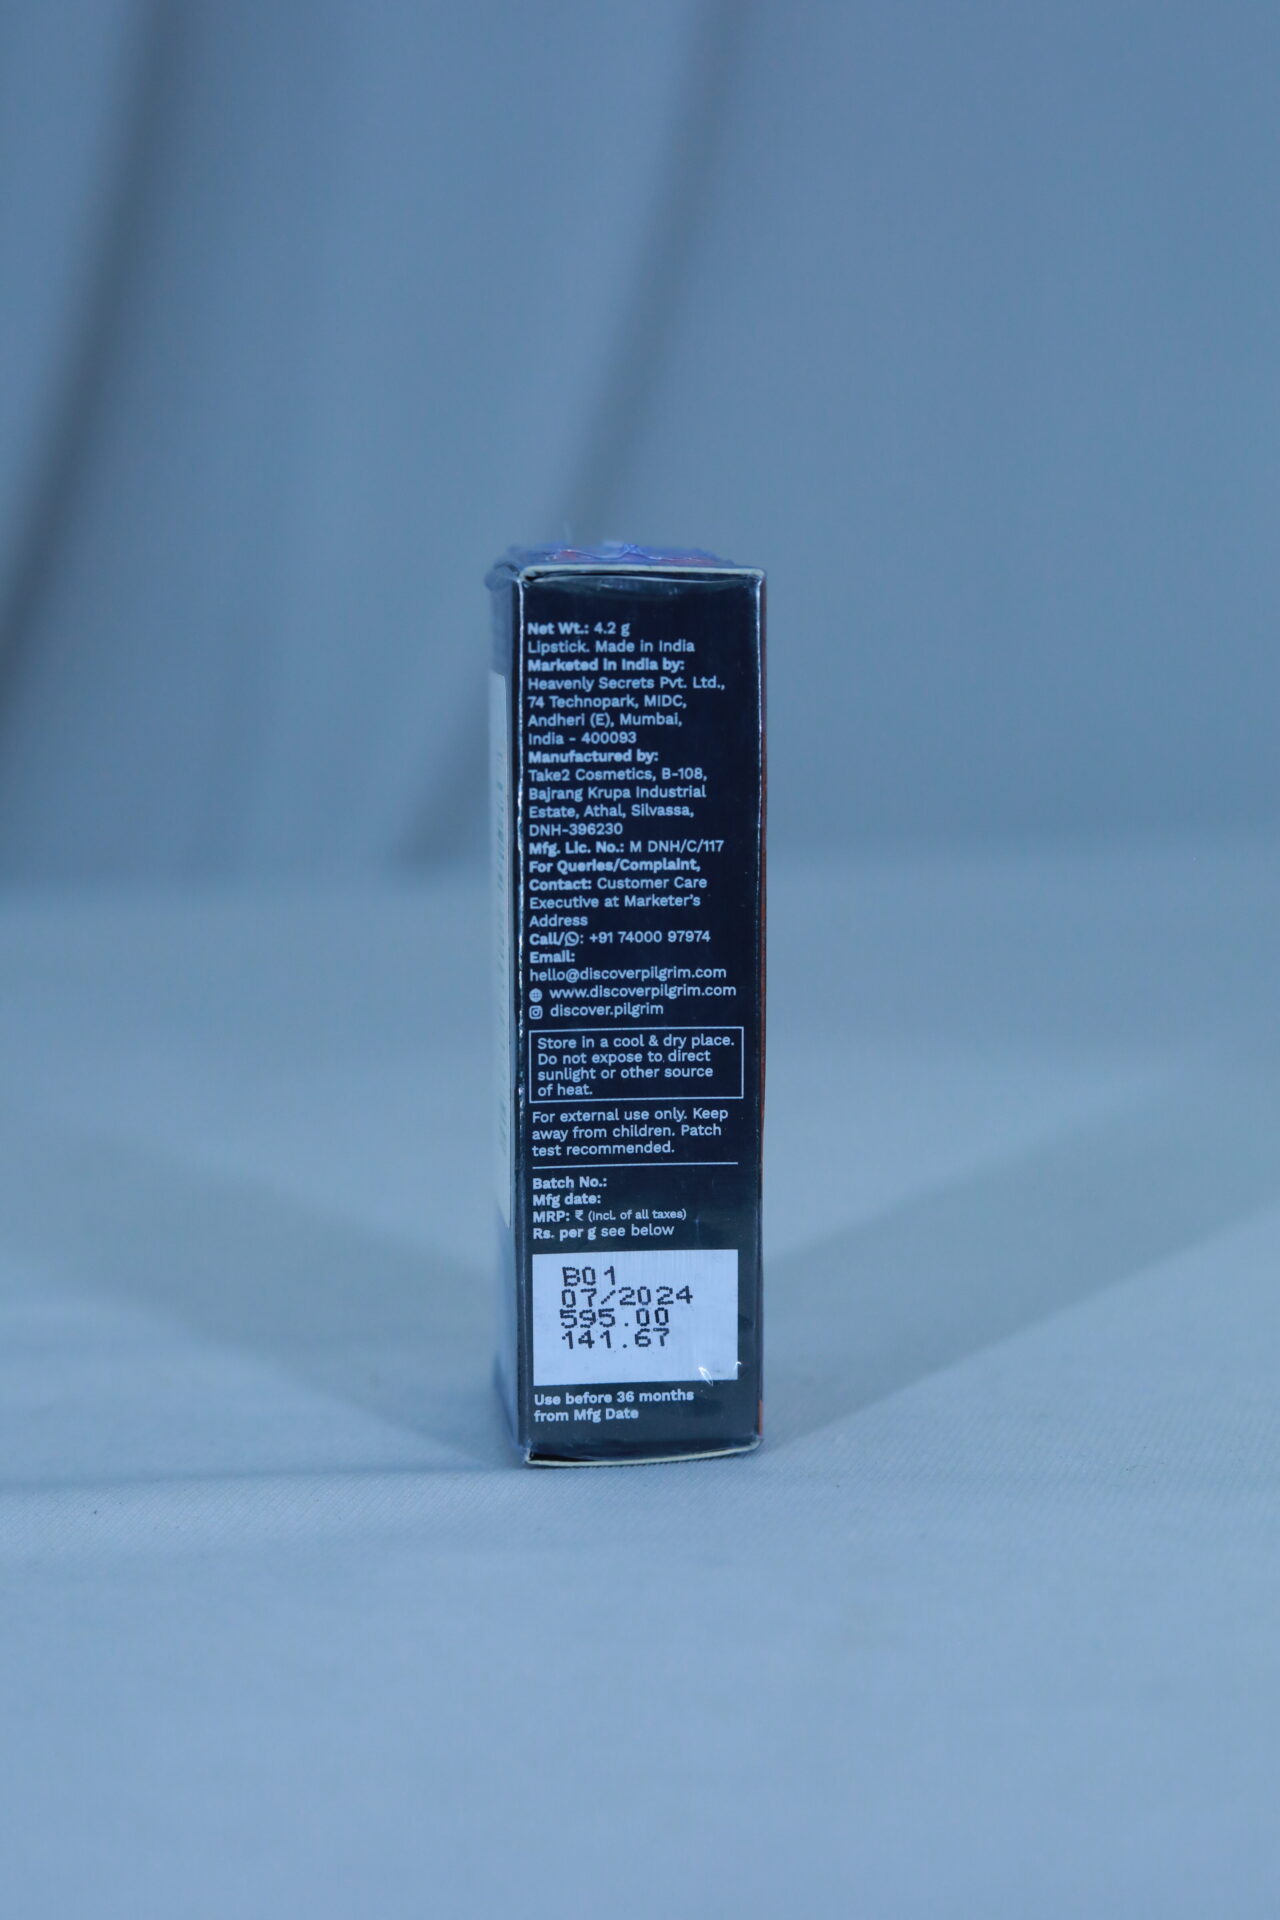 Net Wt.: 4.2 g
Lipstick. Made in India
Marketed in India by:
Heavenly Secrets Pvt. Ltd.,
74 Technopark, MIDC,
Andheri (E), Mumbai,
India - 400093
Manufactured by:
Take2 Cosmetics, B-108,
Bajrang Krupa Industrial
Estate, Athal, Silvassa,
DNH-396230
Mfg. Lic. No.: M DNH/C/117
For Queries/Complaint,
Contact: Customer Care
Executive at Marketer's
Address
Call/: +91 74000 97974
Email:
hello@discoverpilgrim.com
www.discoverpilgrim.com
discover.pilgrim
Store in a cool & dry place.
Do not expose to direct
sunlight or other source
of heat.
For external use only. Keep
away from children. Patch
test recommended.
Batch No.:
Mfg date:
MRP: ₹ (incl. of all taxes)
Rs. per g see below
B01
07/2024
595.00
141.67
Use before 36 months
from Mfg Date